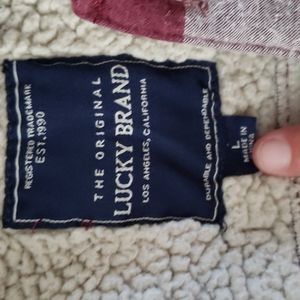 REGISTERED TRADEMARK
EST. 1990
THE ORIGINAL
LUCKY BRAND
LOS ANGELES, CALIFORNIA
DURABLE AND DEPENDABLE
L
MADE IN